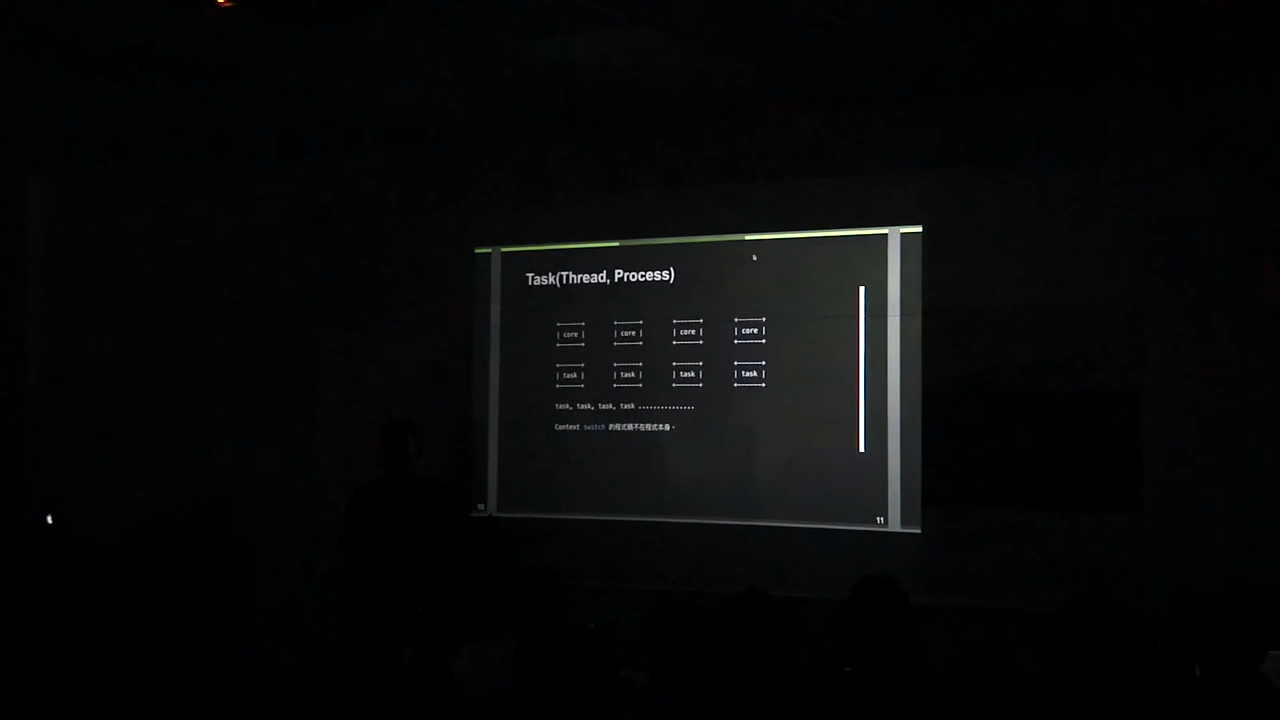 Task(Thread, Process)
+------+ +------+ +------+ +------+
| core | | core | | core | | core |
+------+ +------+ +------+ +------+
+------+ +------+ +------+ +------+
| task | | task | | task | | task |
+------+ +------+ +------+ +------+
task, task, task, task ...............
Context switch 的程式碼不在程式本身。
10
11